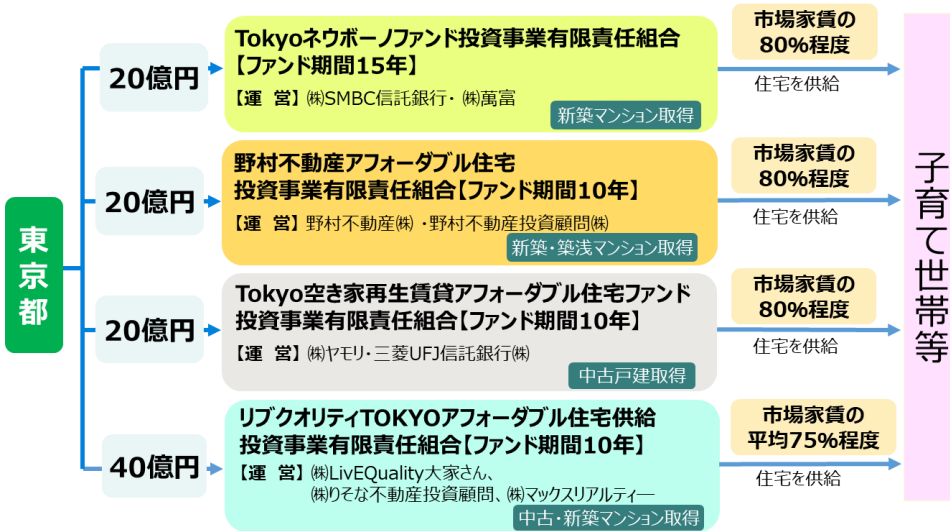 東京都
20億円
Tokyoネウボーノファンド投資事業有限責任組合
【ファンド期間15年】
【運　営】㈱SMBC信託銀行・ ㈱萬富
新築マンション取得
市場家賃の
80%程度
住宅を供給
20億円
野村不動産アフォーダブル住宅
投資事業有限責任組合【ファンド期間10年】
【運　営】野村不動産㈱ ・野村不動産投資顧問㈱
新築・築浅マンション取得
市場家賃の
80%程度
住宅を供給
20億円
Tokyo空き家再生賃貸アフォーダブル住宅ファンド
投資事業有限責任組合【ファンド期間10年】
【運　営】㈱ヤモリ・三菱UFJ信託銀行㈱
中古戸建取得
市場家賃の
80%程度
住宅を供給
40億円
リブクオリティTOKYOアフォーダブル住宅供給
投資事業有限責任組合【ファンド期間10年】
【運　営】㈱LivEQuality大家さん、
㈱りそな不動産投資顧問、㈱マックスリアルティ―
中古・新築マンション取得
市場家賃の
平均75%程度
住宅を供給
子育て世帯等